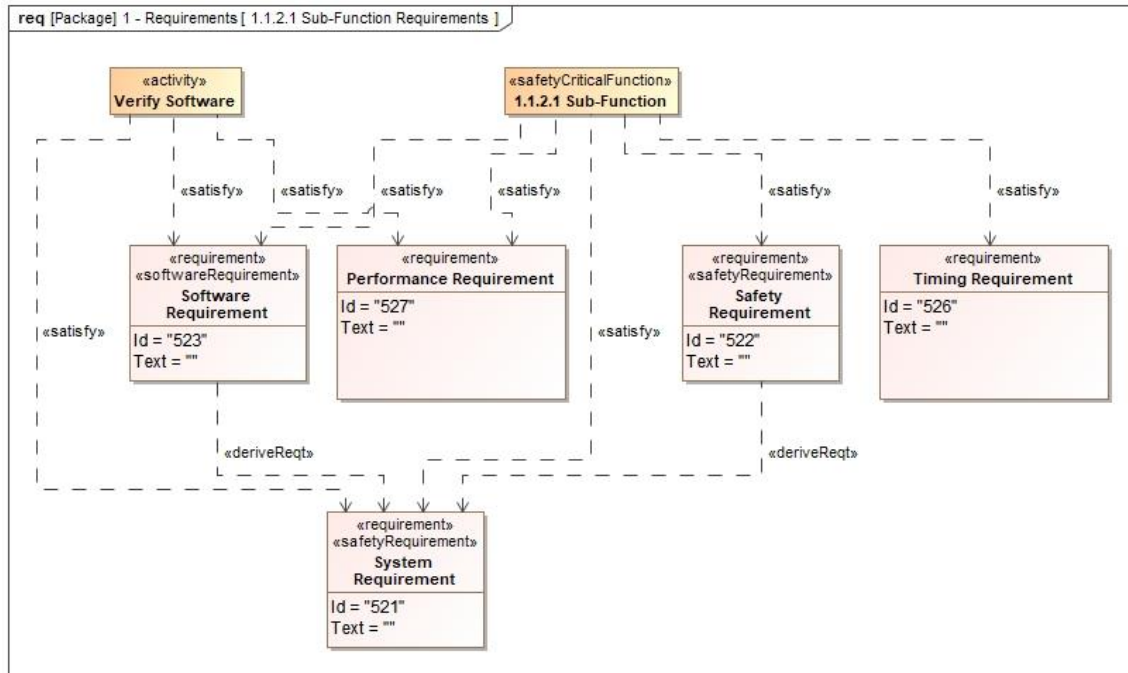 req [Package] 1 - Requirements [ 1.1.2.1 Sub-Function Requirements ]
«activity»
Verify Software
«safetyCriticalFunction»
1.1.2.1 Sub-Function
«satisfy»
«satisfy»
«satisfy»
«satisfy»
«satisfy»
«satisfy»
«requirement»
«softwareRequirement»
Software
Requirement
Id = "523"
Text = ""
«requirement»
Performance Requirement
Id = "527"
Text = ""
«requirement»
«safetyRequirement»
Safety
Requirement
Id = "522"
Text = ""
«requirement»
Timing Requirement
Id = "526"
Text = ""
«satisfy»
«satisfy»
«deriveReqt»
«deriveReqt»
«requirement»
«safetyRequirement»
System
Requirement
Id = "521"
Text = ""